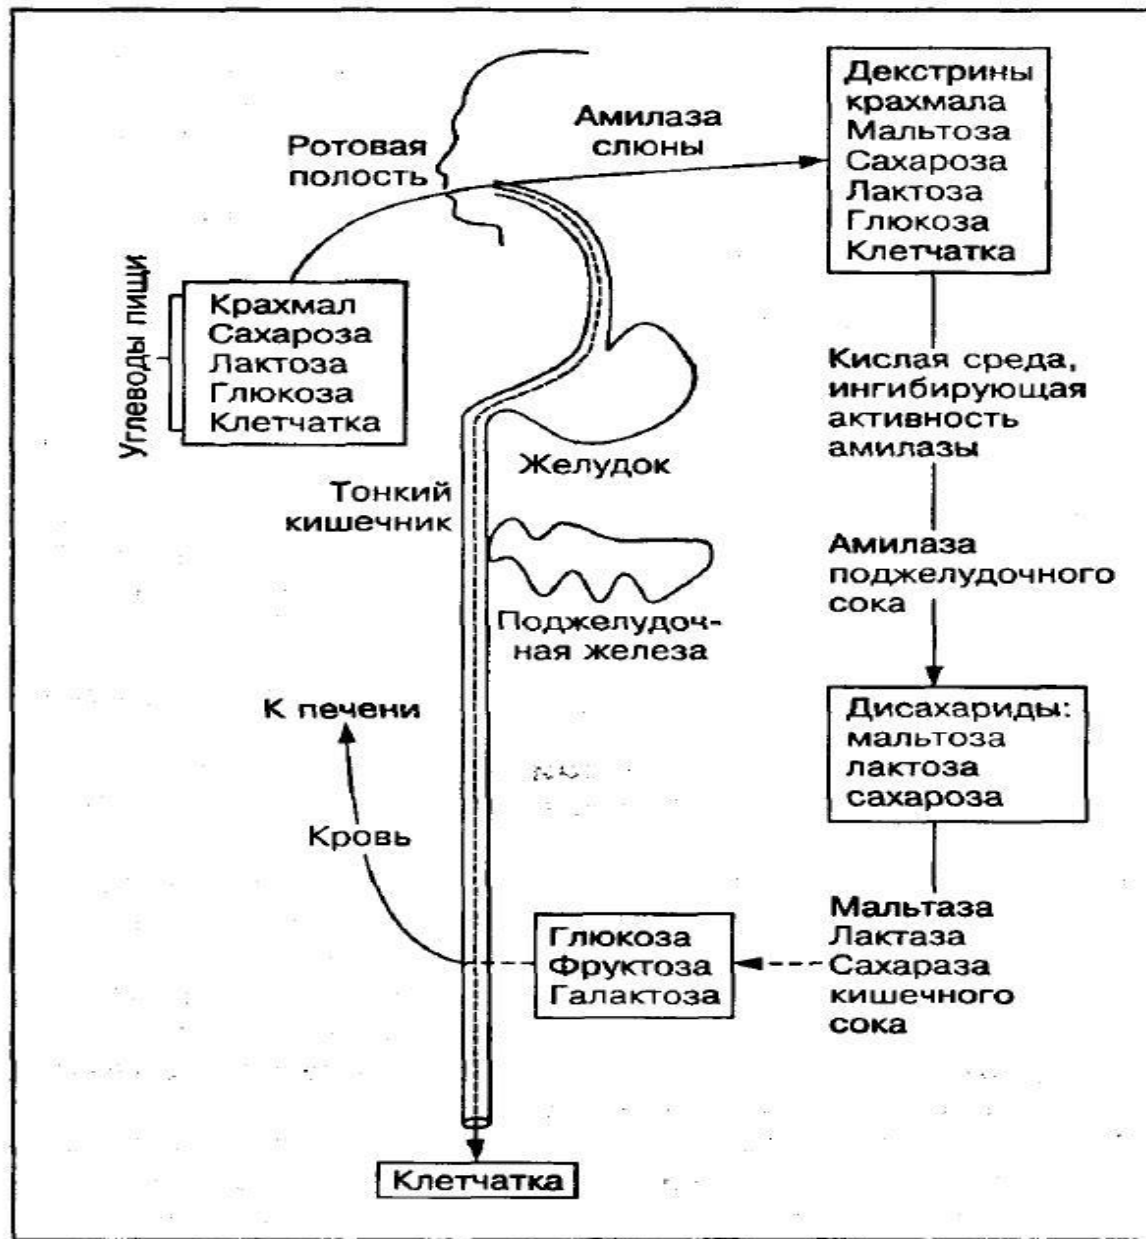 Ротовая
полость
Амилаза
слюны
Декстрины
крахмала
Мальтоза
Сахароза
Лактоза
Глюкоза
Клетчатка
Углеводы пищи
Крахмал
Сахароза
Лактоза
Глюкоза
Клетчатка
Кислая среда,
ингибирующая
активность
амилазы
Желудок
Тонкий
кишечник
Амилаза
поджелудочного
сока
Поджелудоч-
ная железа
К печени
Дисахариды:
мальтоза
лактоза
сахароза
Кровь
Мальтаза
Лактаза
Сахараза
кишечного
сока
Глюкоза
Фруктоза
Галактоза
Клетчатка